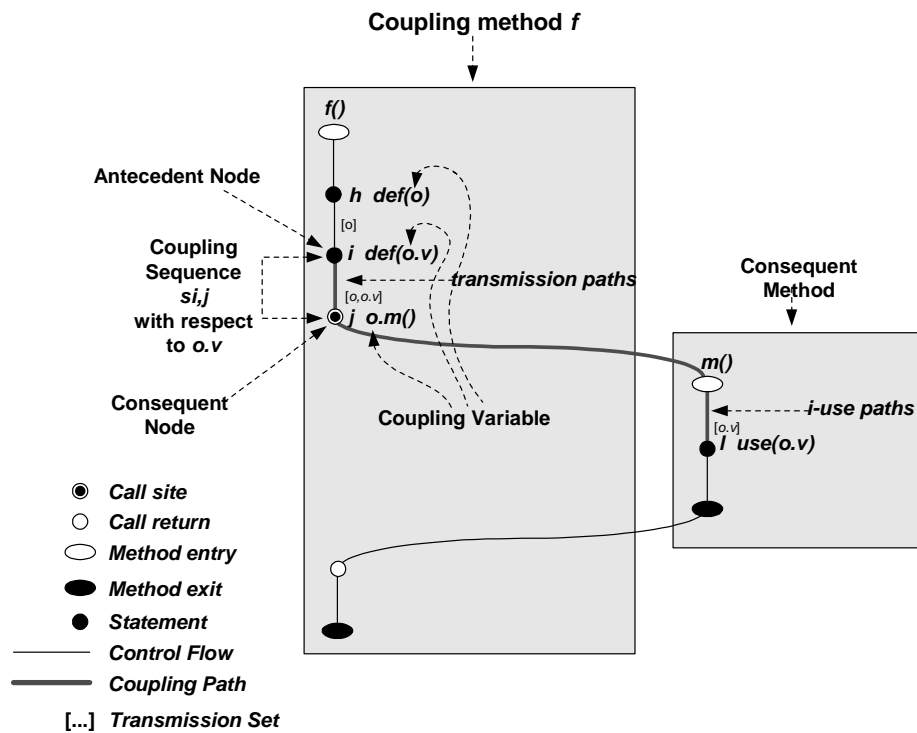 Coupling method f
f()
Antecedent Node
h def(o)
[o]
i def(o.v)
Coupling
Sequence
si,j
with respect
to o.v
transmission paths
[o,o.v]
j o.m()
Consequent
Method
m()
Consequent
Node
Coupling Variable
i-use paths
[o.v]
l use(o.v)
Call site
Call return
Method entry
Method exit
Statement
Control Flow
Coupling Path
[...] Transmission Set